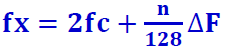 fx = 2fc + n/128 ΔF